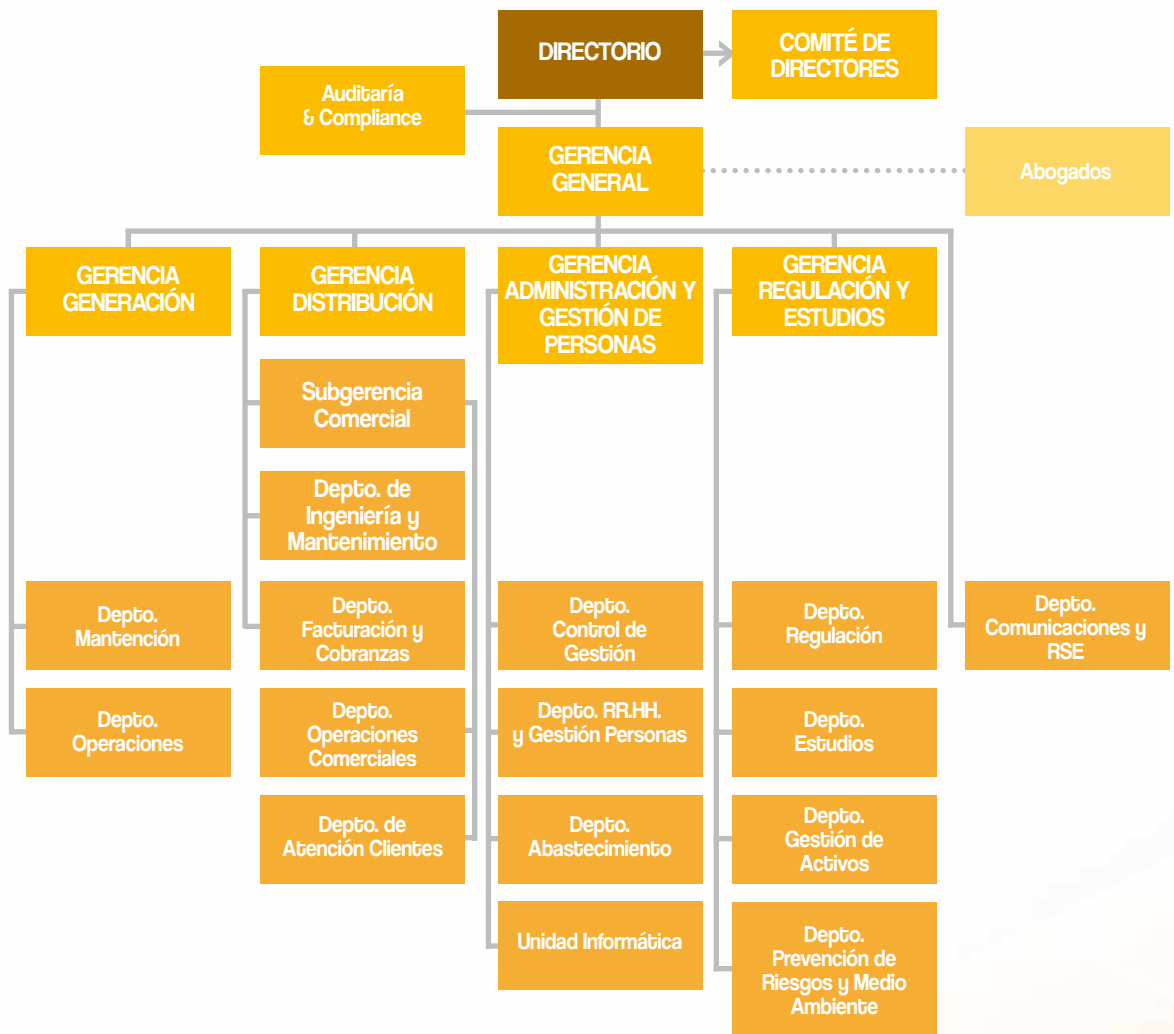 DIRECTORIO
COMITÉ DE
DIRECTORES
Auditaría
& Compliance
GERENCIA
GENERAL
Abogados
GERENCIA
GENERACIÓN
GERENCIA
DISTRIBUCIÓN
GERENCIA
ADMINISTRACIÓN Y
GESTIÓN DE
PERSONAS
GERENCIA
REGULACIÓN Y
ESTUDIOS
Subgerencia
Comercial
Depto. de
Ingeniería y
Mantenimiento
Depto.
Mantención
Depto.
Facturación y
Cobranzas
Depto.
Control de
Gestión
Depto.
Regulación
Depto.
Comunicaciones y
RSE
Depto.
Operaciones
Depto.
Operaciones
Comerciales
Depto. RR.HH.
y Gestión Personas
Depto.
Estudios
Depto. de
Atención Clientes
Depto.
Abastecimiento
Depto.
Gestión de
Activos
Unidad Informática
Depto.
Prevención de
Riesgos y Medio
Ambiente